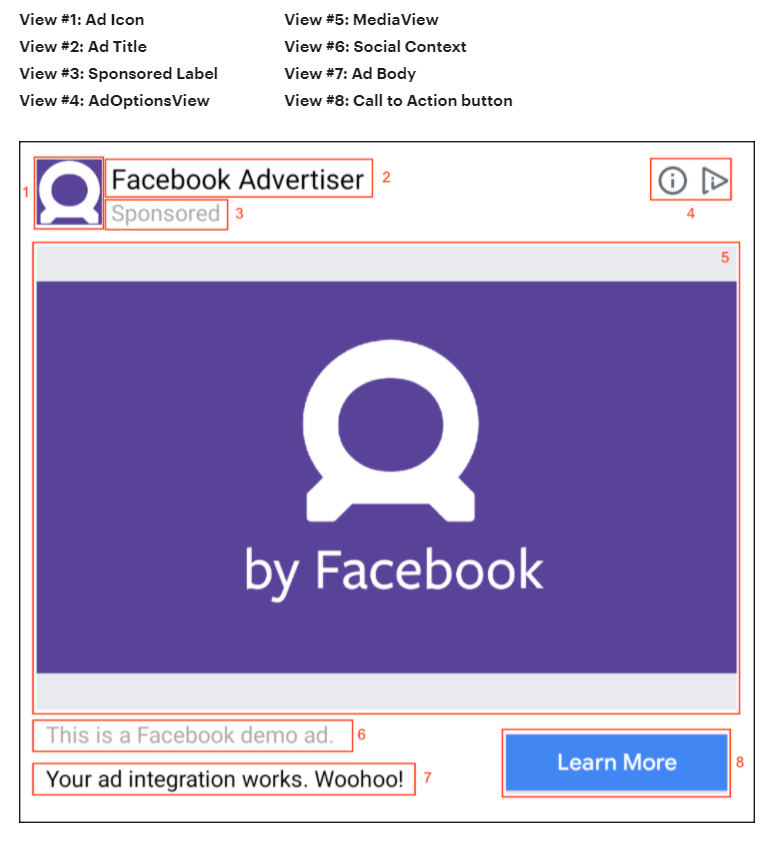 View #1: Ad Icon
View #2: Ad Title
View #3: Sponsored Label
View #4: AdOptionsView
View #5: MediaView
View #6: Social Context
View #7: Ad Body
View #8: Call to Action button
1
Facebook Advertiser 2
Sponsored 3
4
5
by Facebook
This is a Facebook demo ad. 6
Your ad integration works. Woohoo! 7
Learn More 8